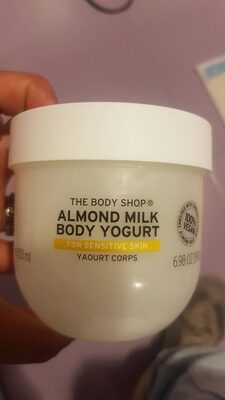 THE BODY SHOP®
ALMOND MILK
BODY YOGURT
FOR SENSITIVE SKIN
YAOURT CORPS
100%
VEGAN
6.98 OZ